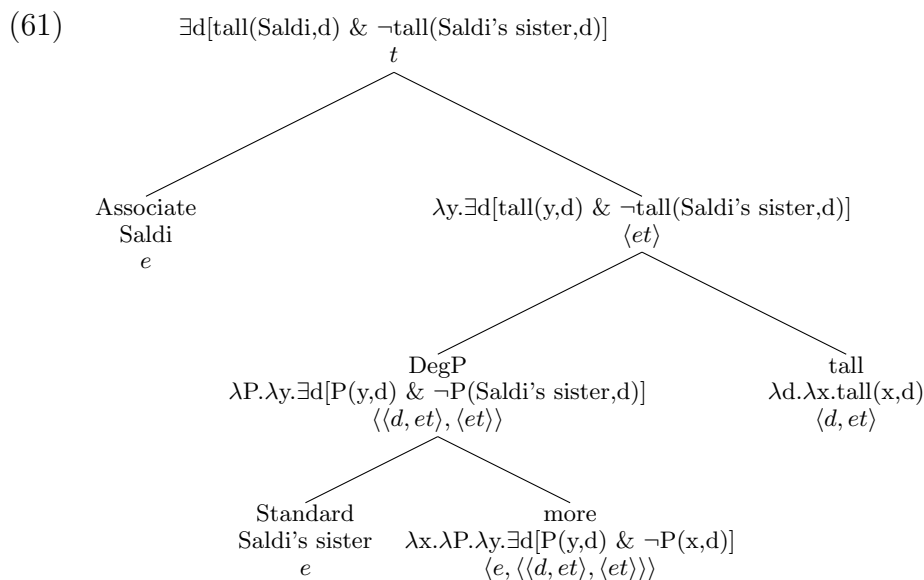 (61) ∃d[tall(Saldi,d) & ¬tall(Saldi's sister,d)]
t
Associate
Saldi
e
λy.∃d[tall(y,d) & ¬tall(Saldi's sister,d)]
⟨et⟩
DegP
λP.λy.∃d[P(y,d) & ¬P(Saldi's sister,d)]
⟨⟨d, et⟩, ⟨et⟩⟩
tall
λd.λx.tall(x,d)
⟨d, et⟩
Standard
Saldi's sister
e
more
λx.λP.λy.∃d[P(y,d) & ¬P(x,d)]
⟨e, ⟨⟨d, et⟩, ⟨et⟩⟩⟩